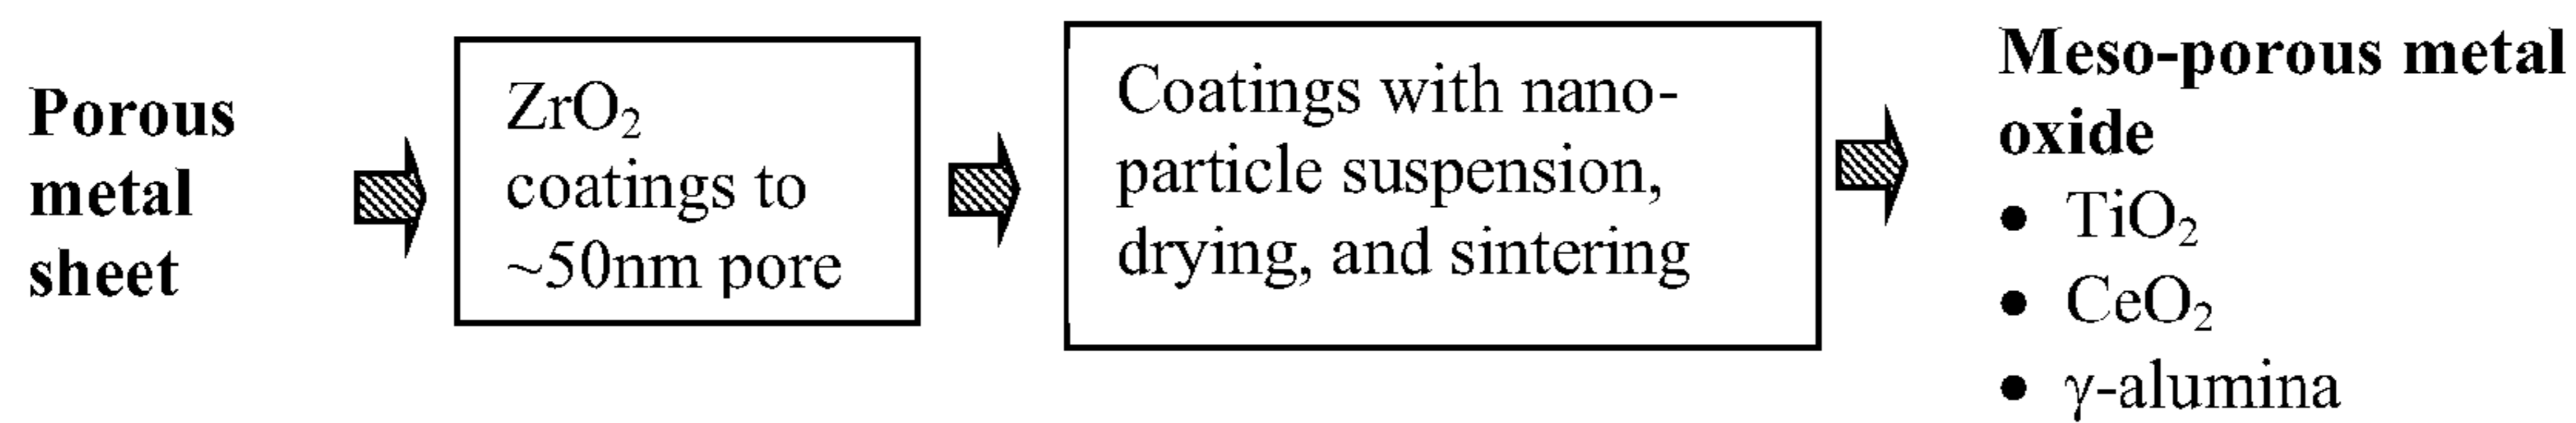 Porous
metal
sheet
ZrO₂
coatings to
~50nm pore
Coatings with nano-
particle suspension,
drying, and sintering
Meso-porous metal
oxide
• TiO₂
• CeO₂
• γ-alumina